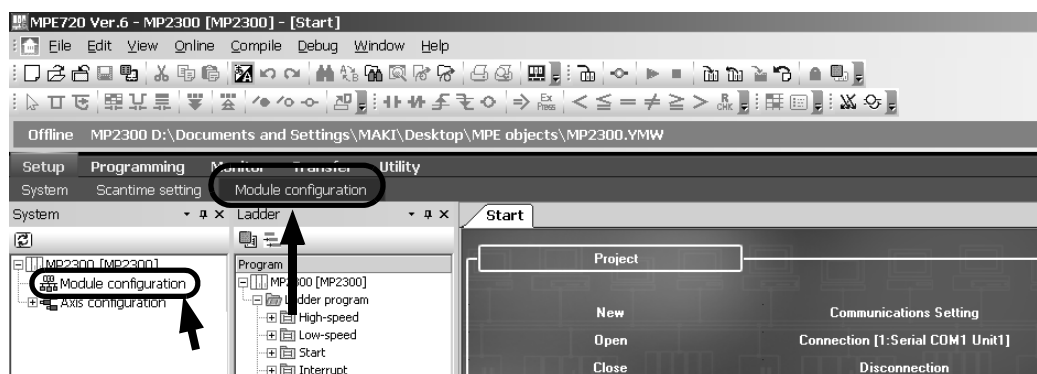 MPE720 Ver.6 - MP2300 [MP2300] - [Start]
File Edit View Online Compile Debug Window Help
Ex Press < ≦ = ≠ ≧ > R. CHK
Offline MP2300 D:\Documents and Settings\MAKI\Desktop\MPE objects\MP2300.YMW
Setup Programming Monitor Transfer Utility
System Scantime setting Module configuration
System Ladder Start
MP2300 [MP2300] Program Project
Module configuration MP2300 [MP2300]
Axis configuration Ladder program
High-speed New Communications Setting
Low-speed Open Connection [1:Serial COM1 Unit1]
Start
Interrupt Close Disconnection